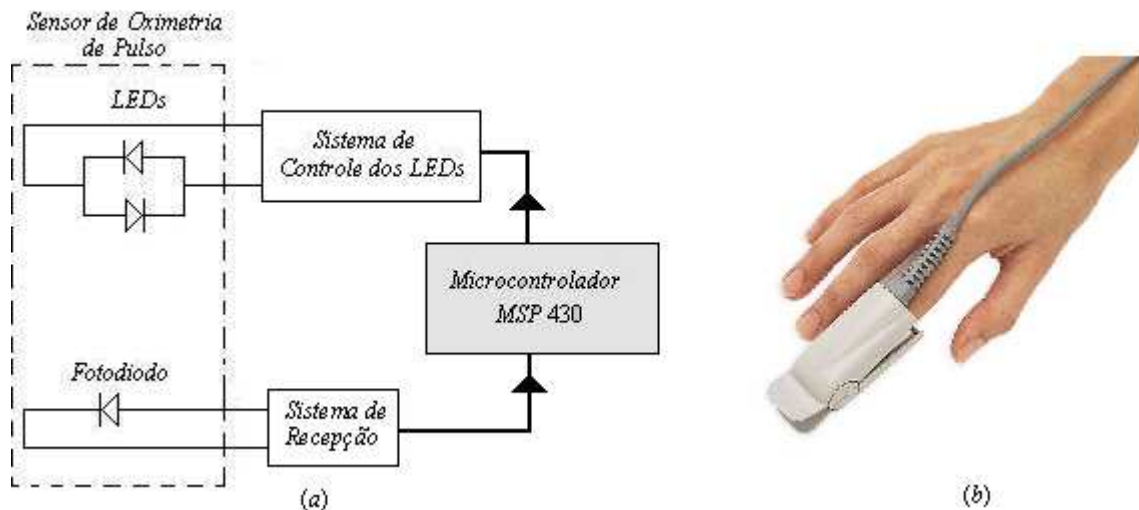 Sensor de Oximetria
de Pulso
LEDs
Sistema de
Controle dos LEDs
Microcontrolador
MSP 430
Fotodiodo
Sistema de
Recepção
(a)
(b)